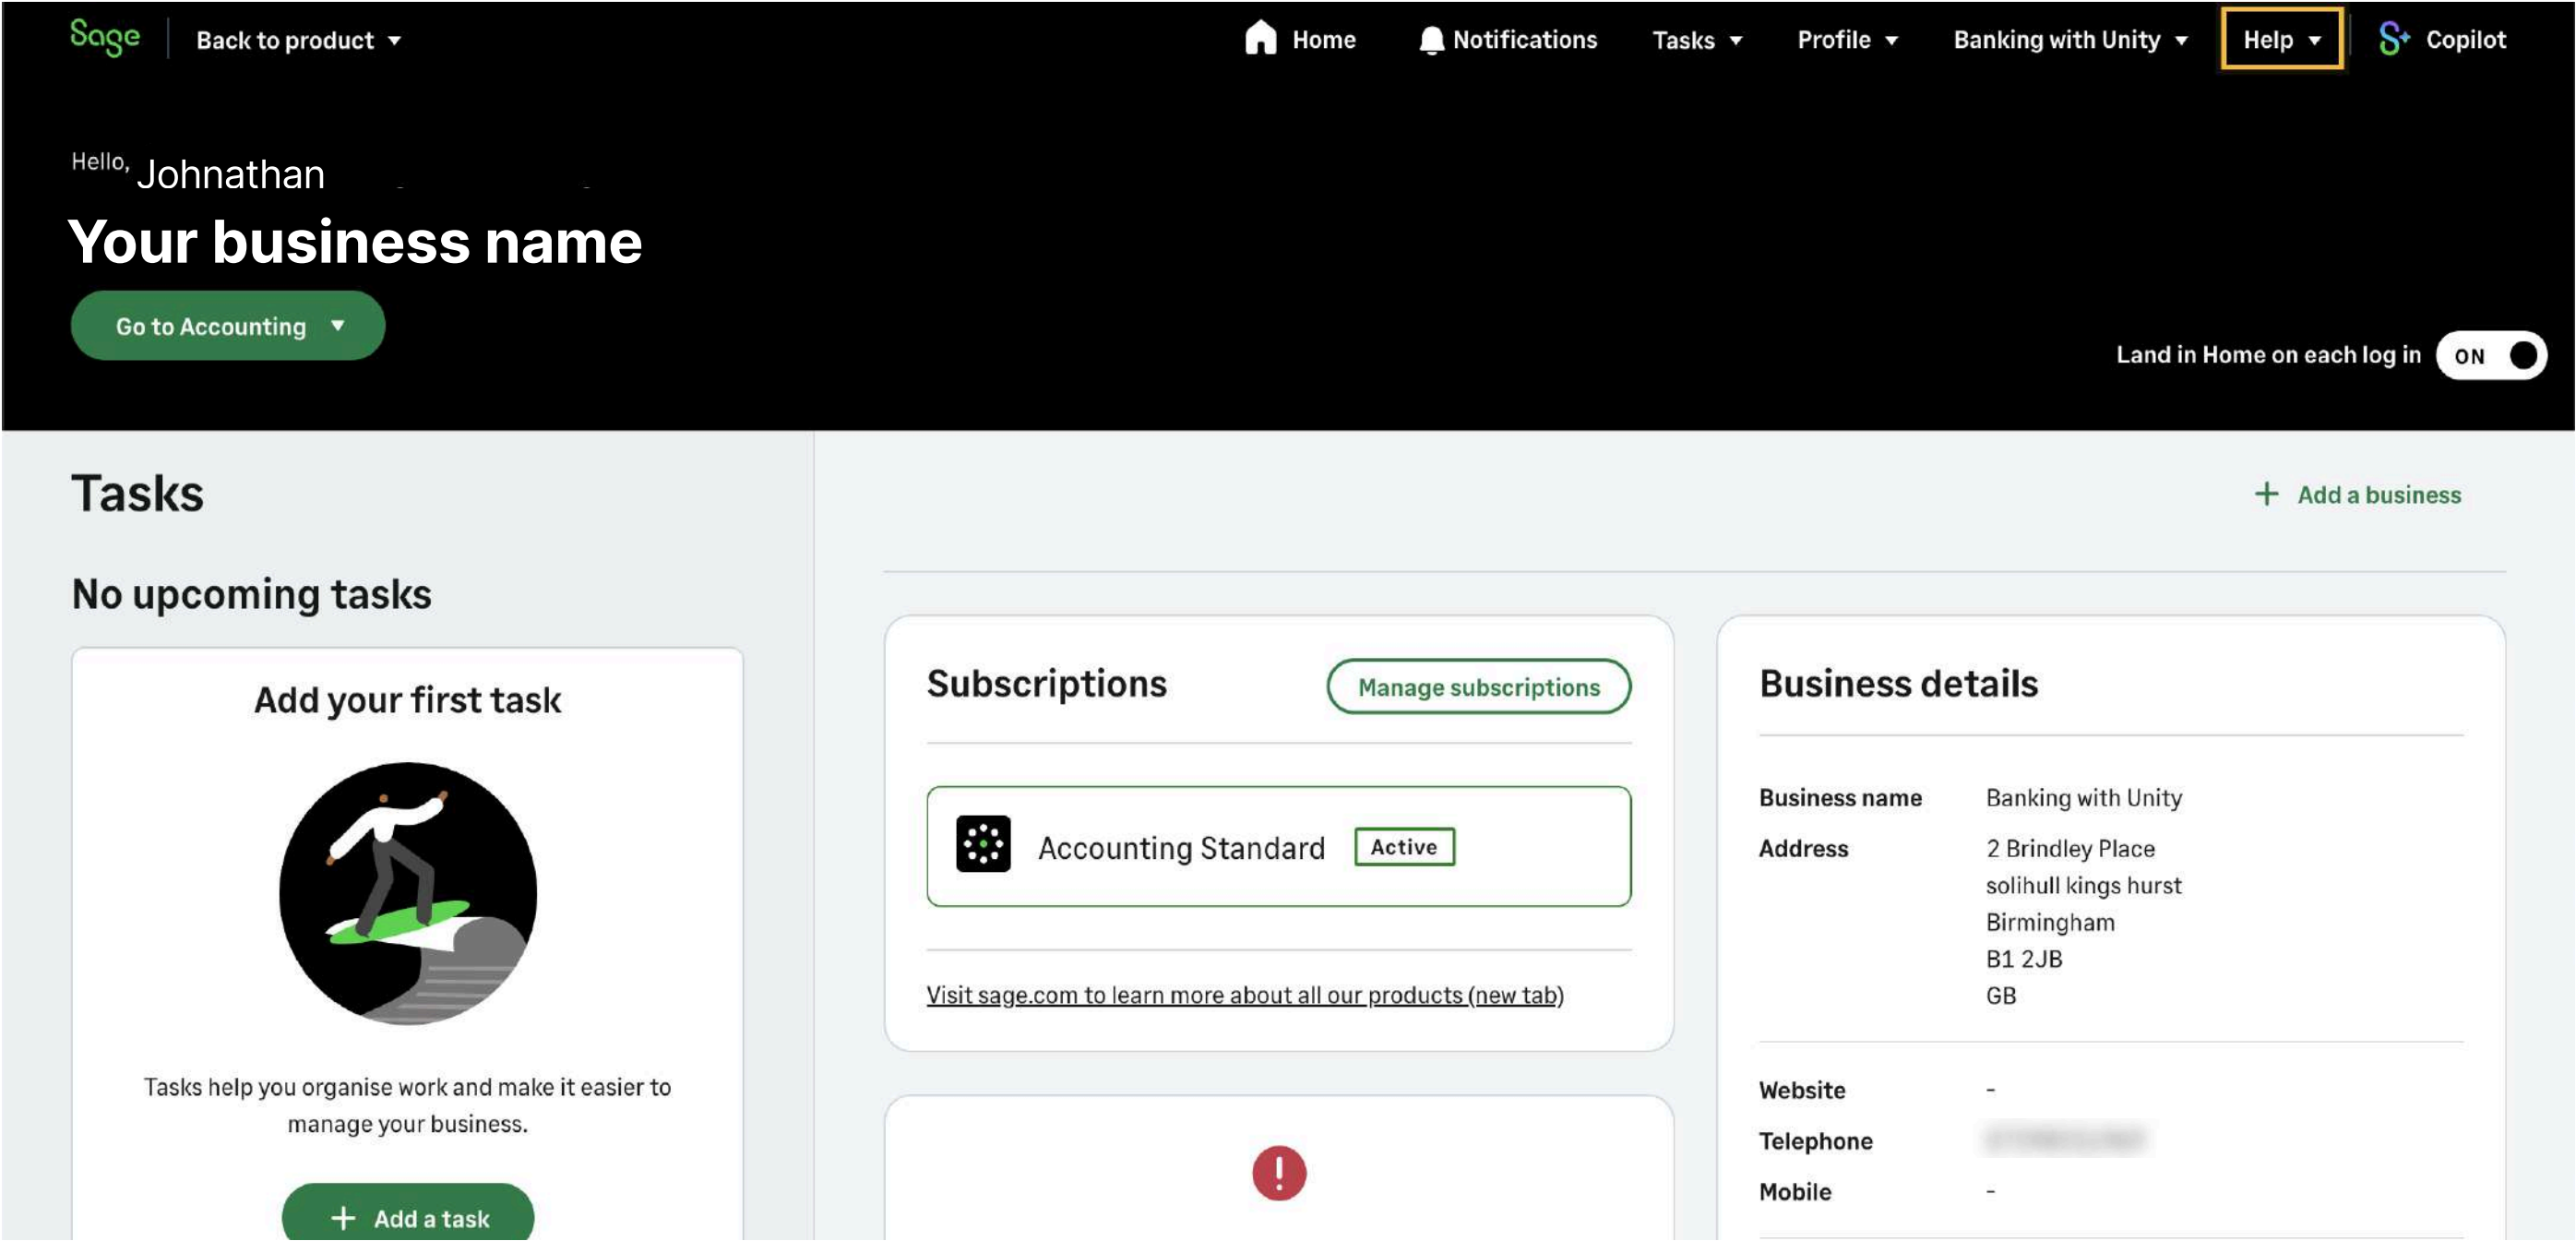 Sage
Back to product
Home
Notifications
Tasks
Profile
Banking with Unity
Help
Copilot
Hello, Johnathan
Your business name
Go to Accounting
Land in Home on each log in ON
Tasks
No upcoming tasks
Add your first task
Tasks help you organise work and make it easier to
manage your business.
+ Add a task
+ Add a business
Subscriptions
Manage subscriptions
Accounting Standard Active
Visit sage.com to learn more about all our products (new tab)
!
Business details
Business name Banking with Unity
Address 2 Brindley Place
solihull kings hurst
Birmingham
B1 2JB
GB
Website -
Telephone
Mobile -